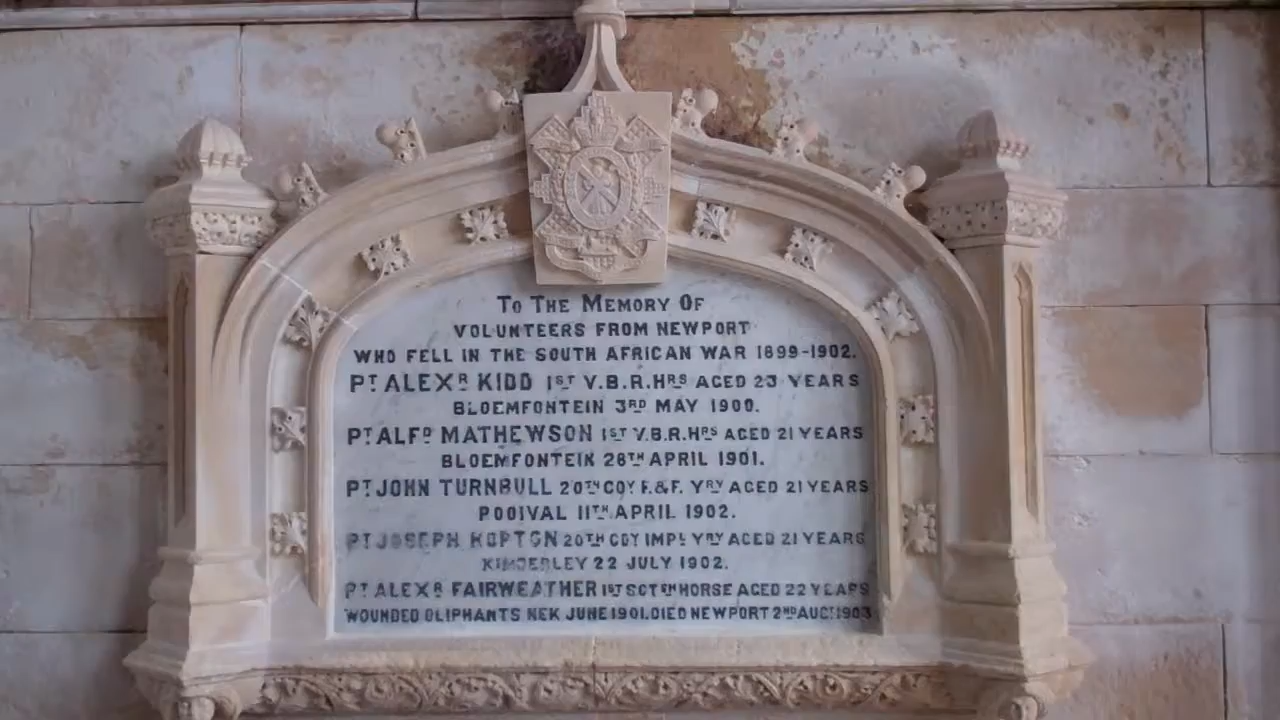 To The Memory Of
VOLUNTEERS FROM NEWPORT
WHO FELL IN THE SOUTH AFRICAN WAR 1899-1902.
PT ALEXR KIDD 1ST V.B.R.HRS AGED 23 YEARS
BLOEMFONTEIN 3RD MAY 1900.
PT ALFD MATHEWSON 1ST V.B.R.HRS AGED 21 YEARS
BLOEMFONTEIN 28TH APRIL 1901.
PT JOHN TURNBULL 20TH COY F.&F. YRY AGED 21 YEARS
ROOIVAL 11TH APRIL 1902.
PT JOSEPH HOPTON 20TH COY IMPL YRY AGED 21 YEARS
KIMBERLEY 22 JULY 1902.
PT ALEXR FAIRWEATHER 1ST SCTSH HORSE AGED 22 YEARS
WOUNDED OLIPHANTS NEK JUNE 1901. DIED NEWPORT 2ND AUGT 1903